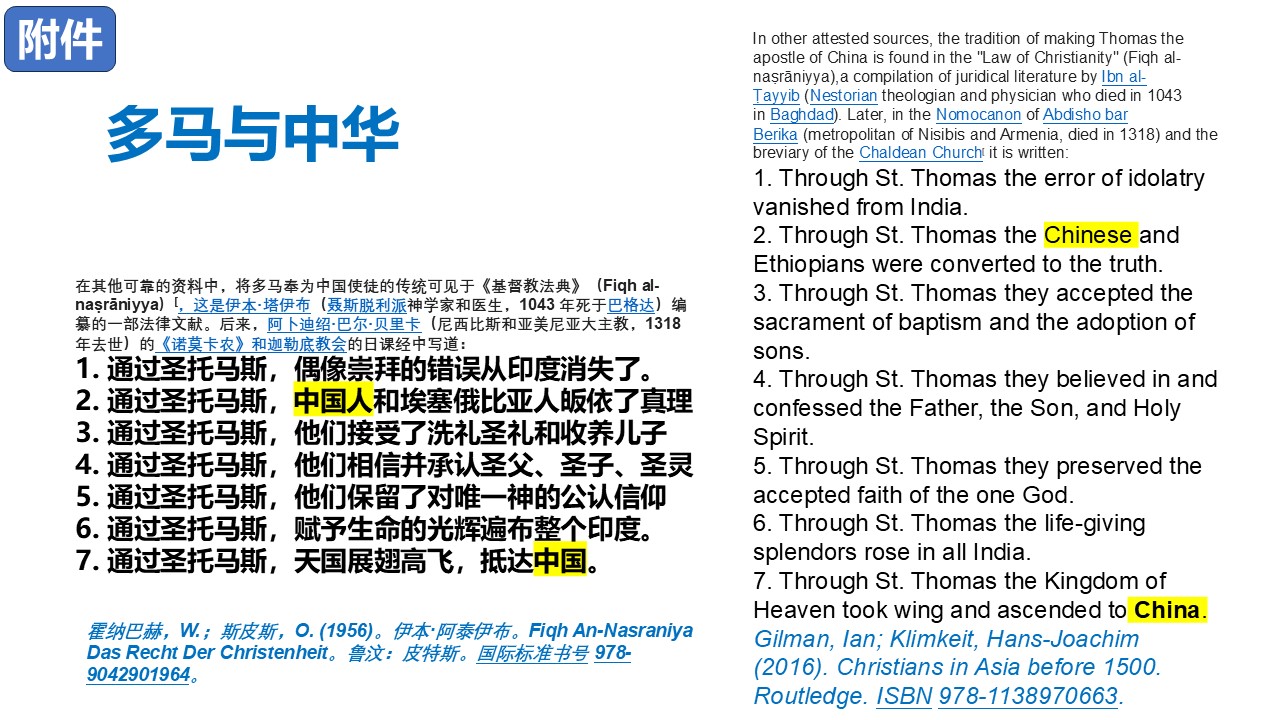 附件
多马与中华
在其他可靠的资料中，将多马奉为中国使徒的传统可见于《基督教法典》（Fiqh al-
naṣrāniyya）[，这是伊本·塔伊布（聂斯脱利派神学家和医生，1043 年死于巴格达）编
纂的一部法律文献。后来，阿卜迪绍·巴尔·贝里卡（尼西比斯和亚美尼亚大主教，1318
年去世）的《诺莫卡农》和迦勒底教会的日课经中写道：
1. 通过圣托马斯，偶像崇拜的错误从印度消失了。
2. 通过圣托马斯，中国人和埃塞俄比亚人皈依了真理
3. 通过圣托马斯，他们接受了洗礼圣礼和收养儿子
4. 通过圣托马斯，他们相信并承认圣父、圣子、圣灵
5. 通过圣托马斯，他们保留了对唯一神的公认信仰
6. 通过圣托马斯，赋予生命的光辉遍布整个印度。
7. 通过圣托马斯，天国展翅高飞，抵达中国。
霍纳巴赫，W.；斯皮斯，O. (1956)。伊本·阿泰伊布。Fiqh An-Nasraniya
Das Recht Der Christenheit。鲁汶：皮特斯。国际标准书号 978-
9042901964。
In other attested sources, the tradition of making Thomas the
apostle of China is found in the "Law of Christianity" (Fiqh al-
naṣrāniyya),a compilation of juridical literature by Ibn al-
Ṭayyib (Nestorian theologian and physician who died in 1043
in Baghdad). Later, in the Nomocanon of Abdisho bar
Berika (metropolitan of Nisibis and Armenia, died in 1318) and the
breviary of the Chaldean Church[ it is written:
1. Through St. Thomas the error of idolatry
vanished from India.
2. Through St. Thomas the Chinese and
Ethiopians were converted to the truth.
3. Through St. Thomas they accepted the
sacrament of baptism and the adoption of
sons.
4. Through St. Thomas they believed in and
confessed the Father, the Son, and Holy
Spirit.
5. Through St. Thomas they preserved the
accepted faith of the one God.
6. Through St. Thomas the life-giving
splendors rose in all India.
7. Through St. Thomas the Kingdom of
Heaven took wing and ascended to China.
Gilman, Ian; Klimkeit, Hans-Joachim
(2016). Christians in Asia before 1500.
Routledge. ISBN 978-1138970663.